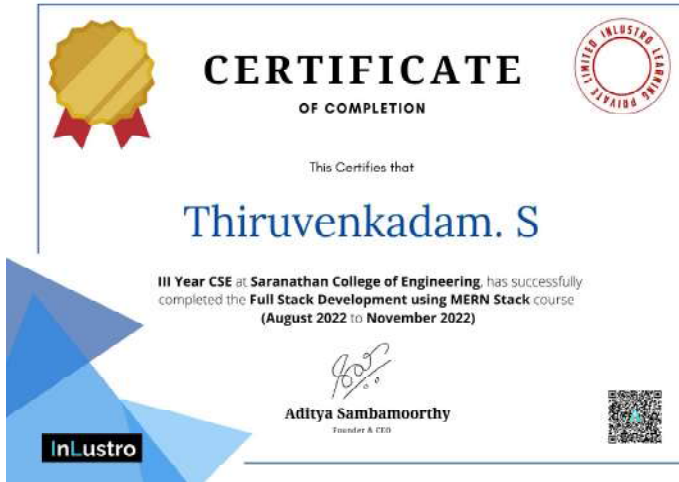 CERTIFICATE
OF COMPLETION
INLUSTRO LEARNING PRIVATE LIMITED
This Certifies that
Thiruvenkadam. S
III Year CSE at Saranathan College of Engineering, has successfully
completed the Full Stack Development using MERN Stack course
(August 2022 to November 2022)
Aditya Sambamoorthy
Founder & CEO
InLustro